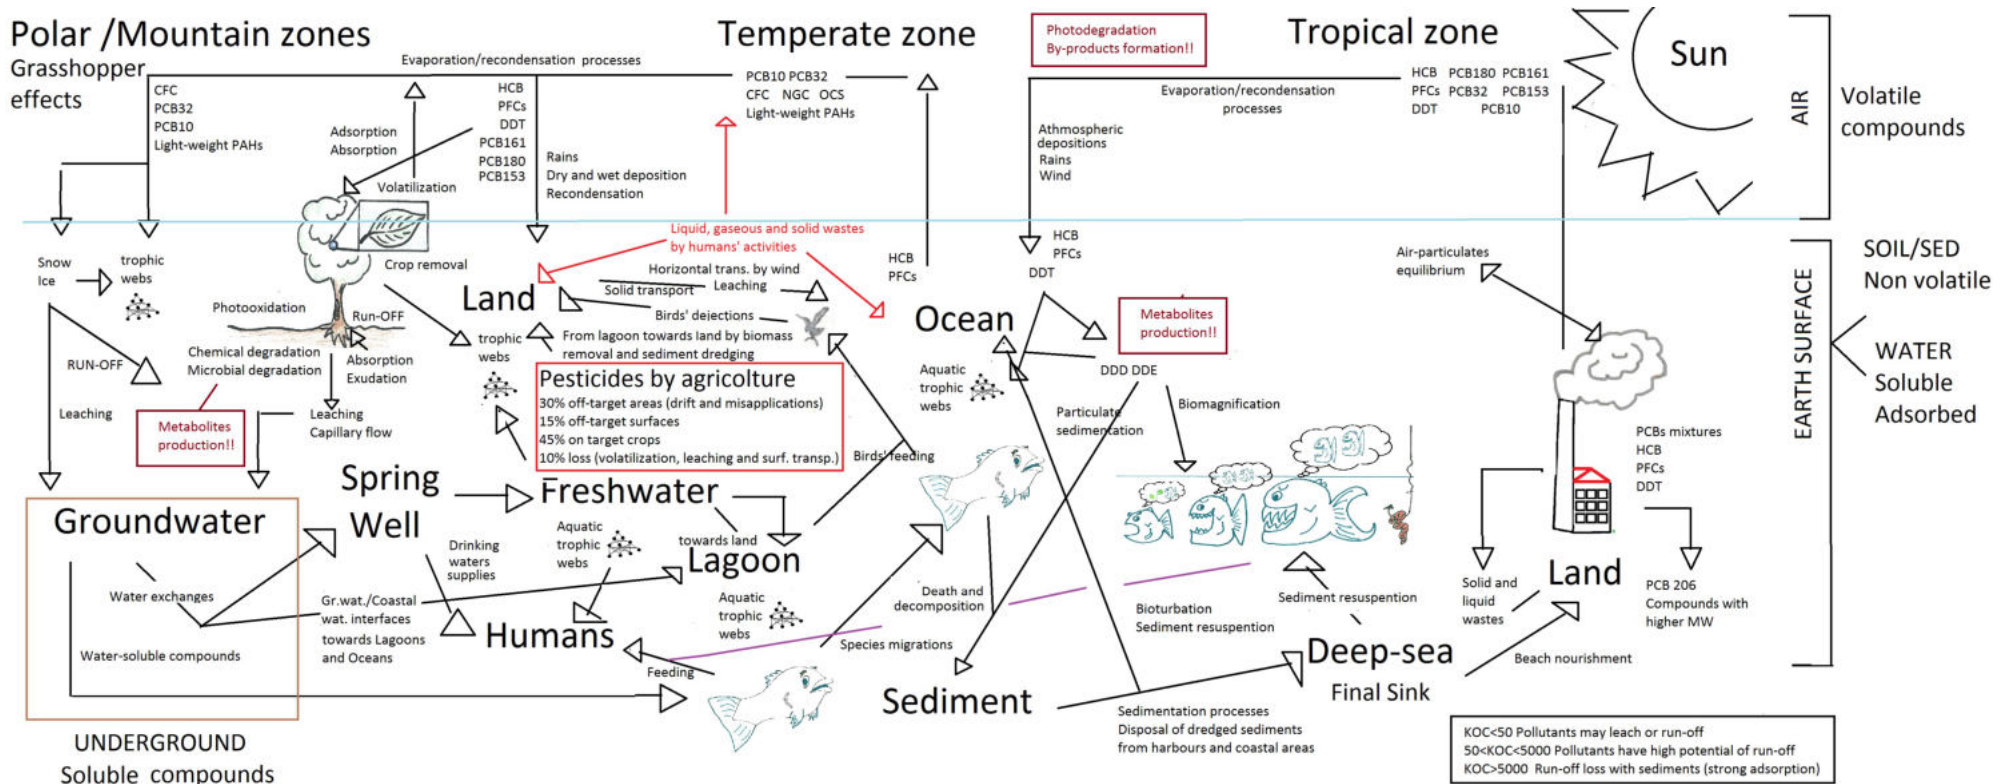 Polar /Mountain zones
Grasshopper
effects
Temperate zone
Tropical zone
Sun
Photodegradation
By-products formation!!
AIR
Volatile
compounds
Evaporation/recondensation processes
CFC
PCB32
PCB10
Light-weight PAHs
Adsorption
Absorption
Volatilization
HCB
PFCs
DDT
PCB161
PCB180
PCB153
Rains
Dry and wet deposition
Recondensation
PCB10 PCB32
CFC NGC OCS
Light-weight PAHs
Evaporation/recondensation
processes
Athmospheric
depositions
Rains
Wind
HCB PCB180 PCB161
PFCs PCB32 PCB153
DDT PCB10
Liquid, gaseous and solid wastes
by humans' activities
Snow
Ice
trophic
webs
Crop removal
Photooxidation
Run-OFF
RUN-OFF
Chemical degradation
Microbial degradation
Absorption
Exudation
Leaching
Metabolites
production!!
Leaching
Capillary flow
Land
Horizontal trans. by wind
Solid transport
Leaching
Birds' dejections
From lagoon towards land by biomass
removal and sediment dredging
trophic
webs
Pesticides by agricolture
30% off-target areas (drift and misapplications)
15% off-target surfaces
45% on target crops
10% loss (volatilization, leaching and surf. transp.)
HCB
PFCs
Ocean
Aquatic
trophic
webs
HCB
PFCs
DDT
Metabolites
production!!
DDD DDE
Particulate
sedimentation
Biomagnification
Birds' feeding
Air-particulates
equilibrium
EARTH SURFACE
SOIL/SED
Non volatile
WATER
Soluble
Adsorbed
PCBs mixtures
HCB
PFCs
DDT
Groundwater
Spring
Well
Freshwater
Lagoon
towards land
Aquatic
trophic
webs
Drinking
waters
supplies
Water exchanges
Gr.wat./Coastal
wat. interfaces
towards Lagoons
and Oceans
Water-soluble compounds
Humans
Feeding
Aquatic
trophic
webs
Species migrations
Death and
decomposition
Bioturbation
Sediment resuspension
Sediment resuspension
Solid and
liquid
wastes
Land
PCB 206
Compounds with
higher MW
Sediment
Deep-sea
Final Sink
Beach nourishment
Sedimentation processes
Disposal of dredged sediments
from harbours and coastal areas
UNDERGROUND
Soluble compounds
KOC<50 Pollutants may leach or run-off
50<KOC<5000 Pollutants have high potential of run-off
KOC>5000 Run-off loss with sediments (strong adsorption)